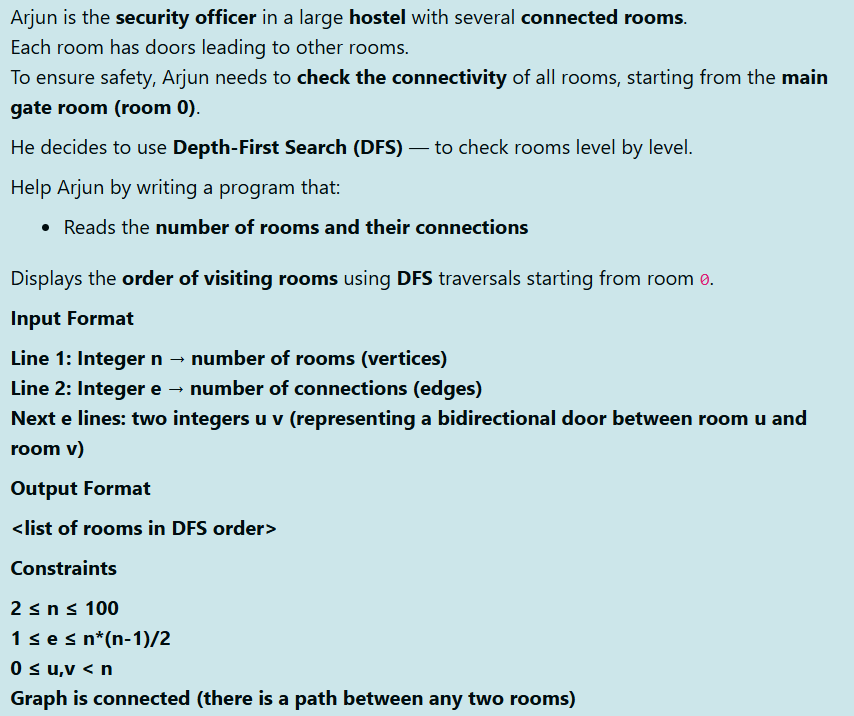 Arjun is the security officer in a large hostel with several connected rooms.
Each room has doors leading to other rooms.
To ensure safety, Arjun needs to check the connectivity of all rooms, starting from the main
gate room (room 0).
He decides to use Depth-First Search (DFS) — to check rooms level by level.
Help Arjun by writing a program that:
• Reads the number of rooms and their connections
Displays the order of visiting rooms using DFS traversals starting from room 0.
Input Format
Line 1: Integer n → number of rooms (vertices)
Line 2: Integer e → number of connections (edges)
Next e lines: two integers u v (representing a bidirectional door between room u and
room v)
Output Format
<list of rooms in DFS order>
Constraints
2 ≤ n ≤ 100
1 ≤ e ≤ n*(n-1)/2
0 ≤ u,v < n
Graph is connected (there is a path between any two rooms)